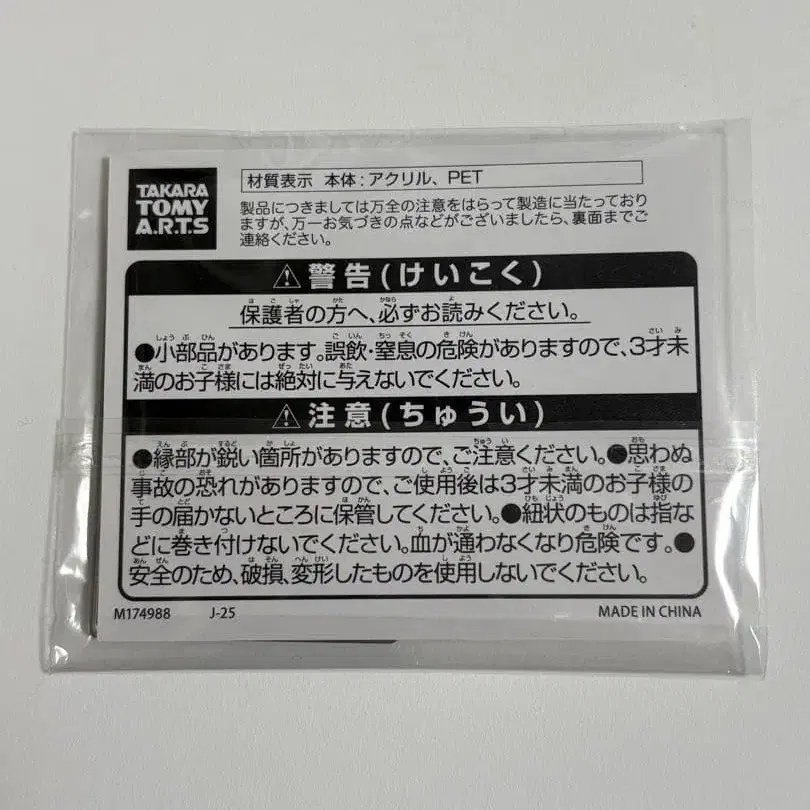 TAKARA
TOMY
A.R.T.S
材質表示 本体：アクリル、PET
製品につきましては万全の注意をはらって製造に当たっており
ますが、万一お気づきの点などがございましたら、裏面までご
連絡ください。
⚠警告(けいこく)
保護者の方へ、必ずお読みください。
●小部品があります。誤飲・窒息の危険がありますので、3才未
満のお子様には絶対に与えないでください。
⚠注意(ちゅうい)
●縁部が鋭い箇所がありますので、ご注意ください。●思わぬ
事故の恐れがありますので、ご使用後は3才未満のお子様の
手の届かないところに保管してください。●紐状のものは指な
どに巻き付けないでください。血が通わなくなり危険です。●
安全のため、破損、変形したものを使用しないでください。
M174988 J-25 MADE IN CHINA